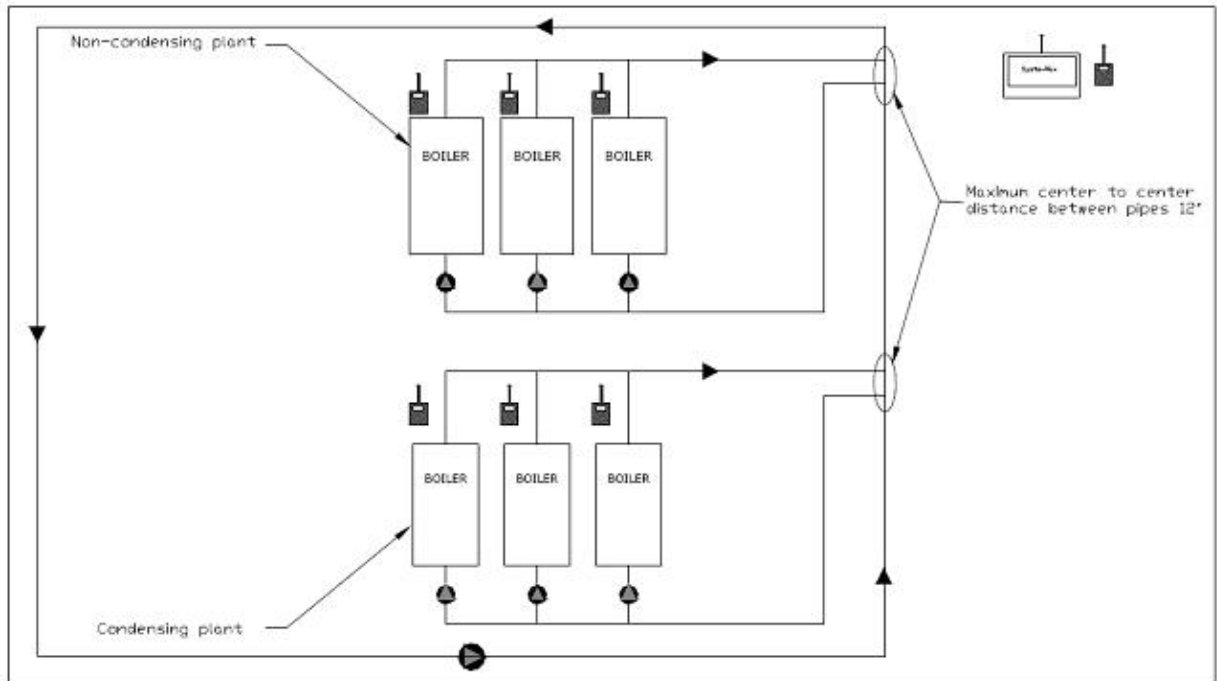 Non-condensing plant
BOILER
BOILER
BOILER
Maximum center to center
distance between pipes 12"
BOILER
BOILER
BOILER
Condensing plant